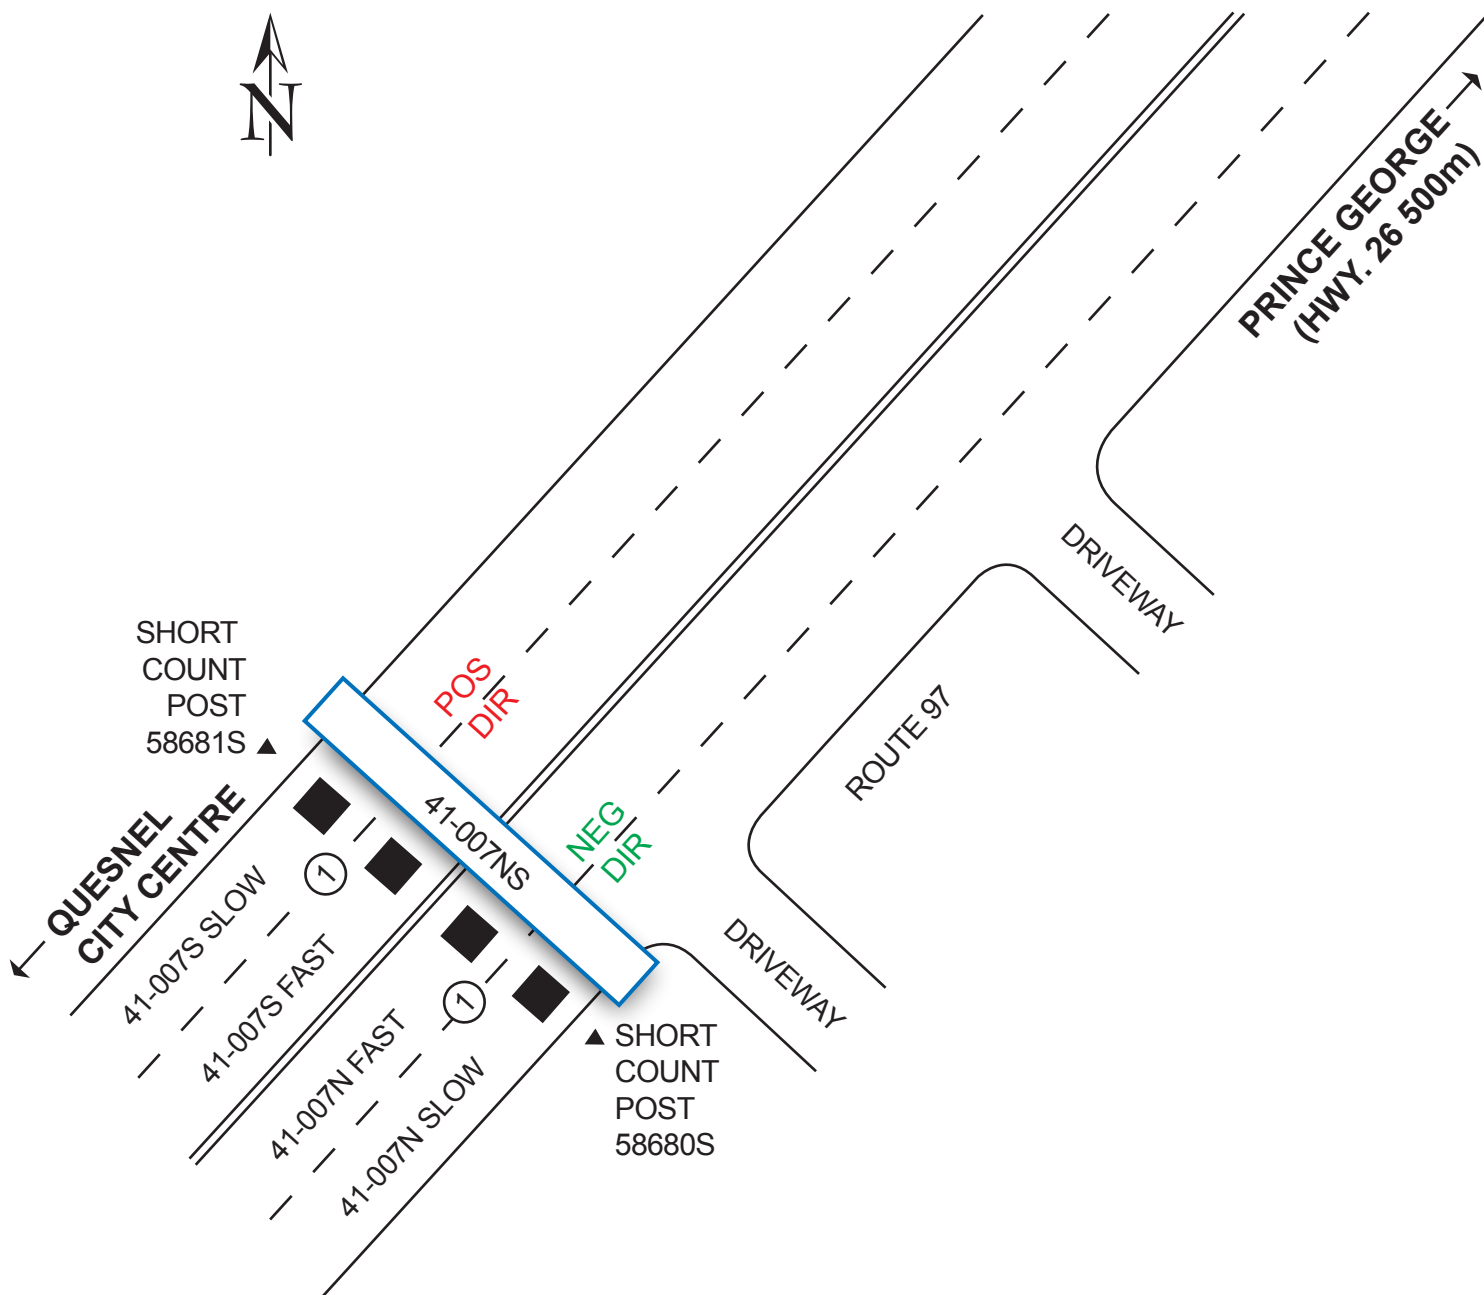 N
PRINCE GEORGE
(HWY. 26 500m)
DRIVEWAY
SHORT
COUNT
POST
58681S
POS
DIR
ROUTE 97
QUESNEL
CITY CENTRE
41-007NS
NEG
DIR
1
41-007S SLOW
41-007S FAST
DRIVEWAY
1
41-007N FAST
41-007N SLOW
SHORT
COUNT
POST
58680S